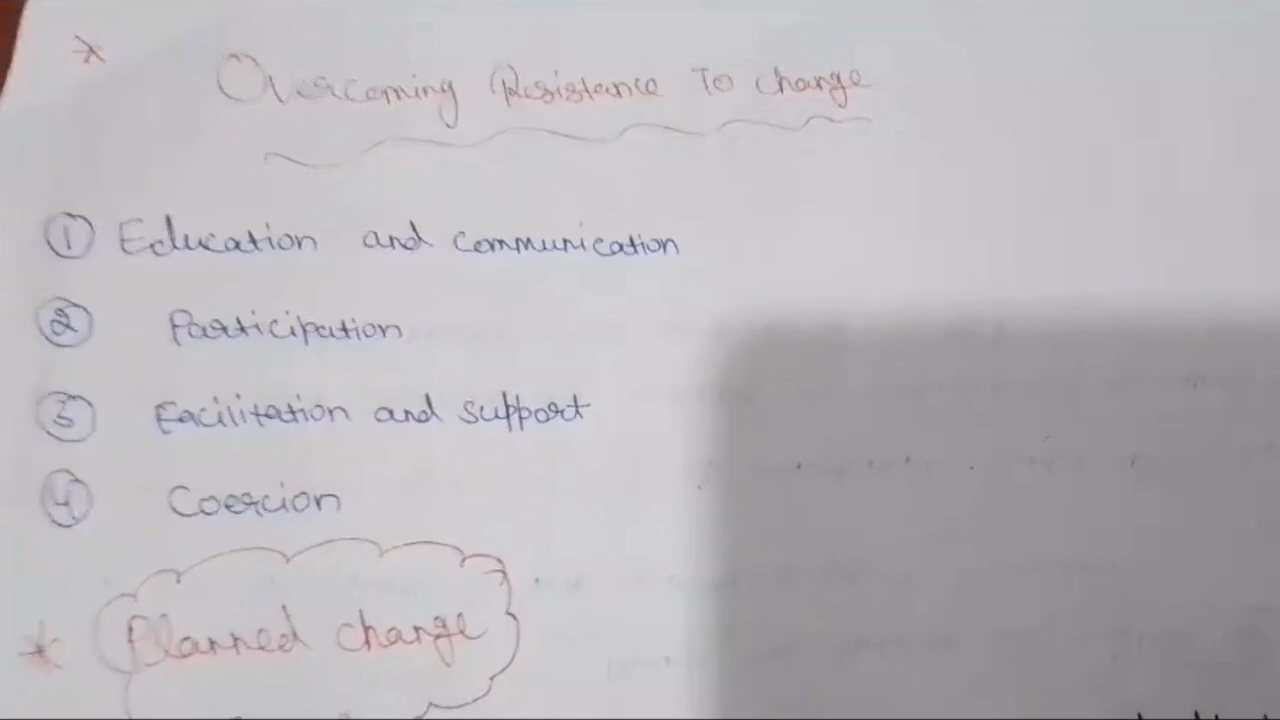 * Overcoming Resistance To change
① Education and communication
② Participation
③ Facilitation and support
④ Coercion
* Planned change